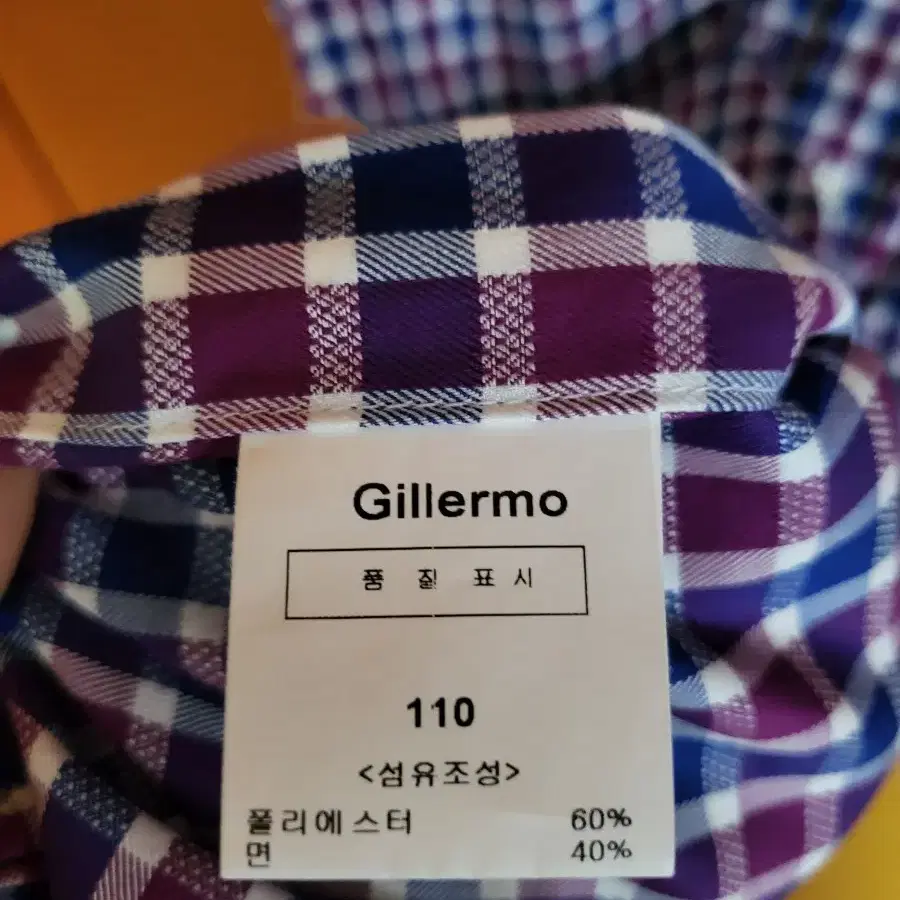 Gillermo
품 질 표 시
110
<섬유조성>
폴리에스터 60%
면 40%